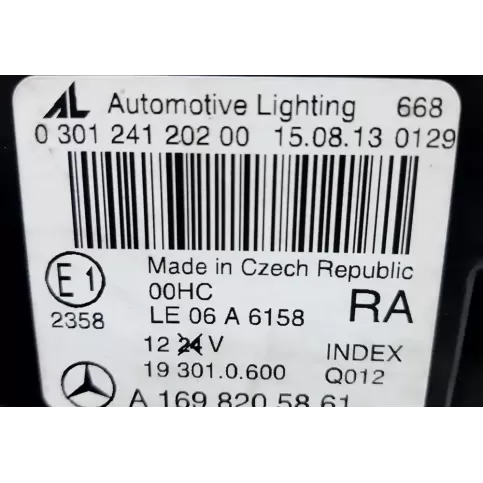 AL Automotive Lighting 668
0 301 241 202 00 15.08.13 0129
Made in Czech Republic
E1 00HC RA
2358 LE 06 A 6158
12 24 V INDEX
19 301.0.600 Q012
A 169 820 58 61